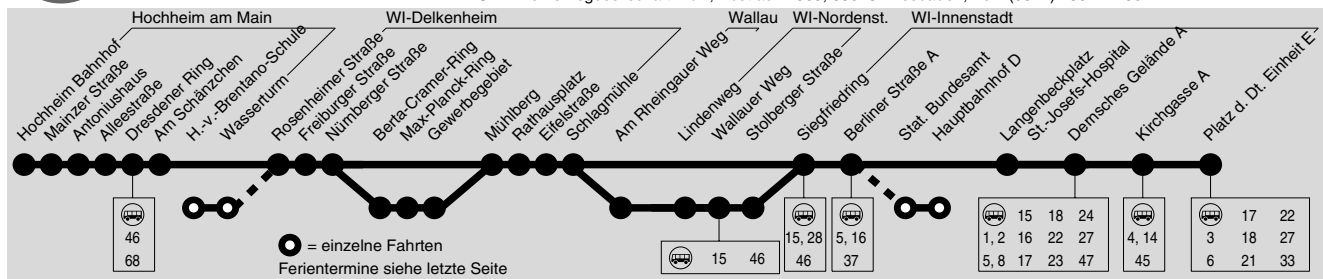 Hochheim am Main WI-Delkenheim Wallau WI-Nordenst. WI-Innenstadt
Hochheim Bahnhof
Mainzer Straße
Antoniushaus
Alleestraße
Dresdener Ring
Am Schänzchen
H.-v.-Brentano-Schule
Wasserturm
Rosenheimer Straße
Freiburger Straße
Nürnberger Straße
Berta-Cramer-Ring
Max-Planck-Ring
Gewerbegebiet
Mühlberg
Rathausplatz
Eifelstraße
Schlagmühle
Am Rheingauer Weg
Lindenweg
Wallauer Weg
Stolberger Straße
Siegfriedring
Berliner Straße A
Stat. Bundesamt
Hauptbahnhof D
Langenbeckplatz
St.-Josefs-Hospital
Dernsches Gelände A
Kirchgasse A
Platz d. Dt. Einheit E
46
68
15 46
15, 28
46
5, 16
37
15 18 24
1, 2 16 22 27
5, 8 17 23 47
4, 14
45
17 22
3 18 27
6 21 33
= einzelne Fahrten
Ferientermine siehe letzte Seite